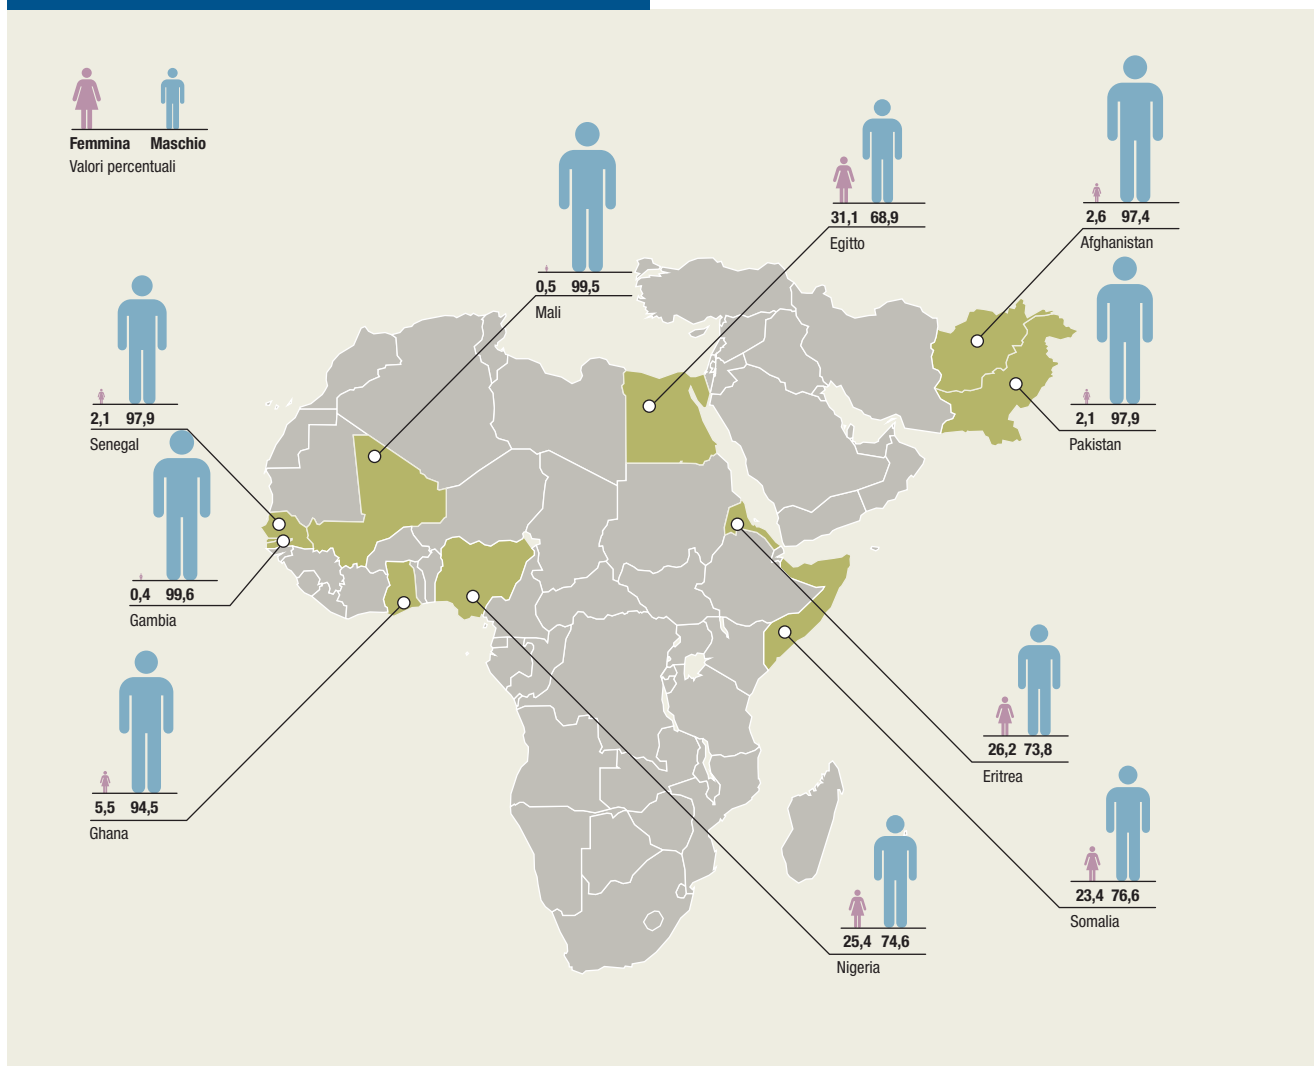 Femmina Maschio
Valori percentuali
0,5 99,5
Mali
31,1 68,9
Egitto
2,6 97,4
Afghanistan
2,1 97,9
Pakistan
2,1 97,9
Senegal
0,4 99,6
Gambia
5,5 94,5
Ghana
26,2 73,8
Eritrea
23,4 76,6
Somalia
25,4 74,6
Nigeria